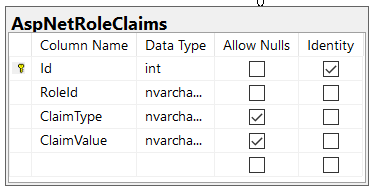 AspNetRoleClaims
Column Name Data Type Allow Nulls Identity
Id int
RoleId nvarcha...
ClaimType nvarcha...
ClaimValue nvarcha...